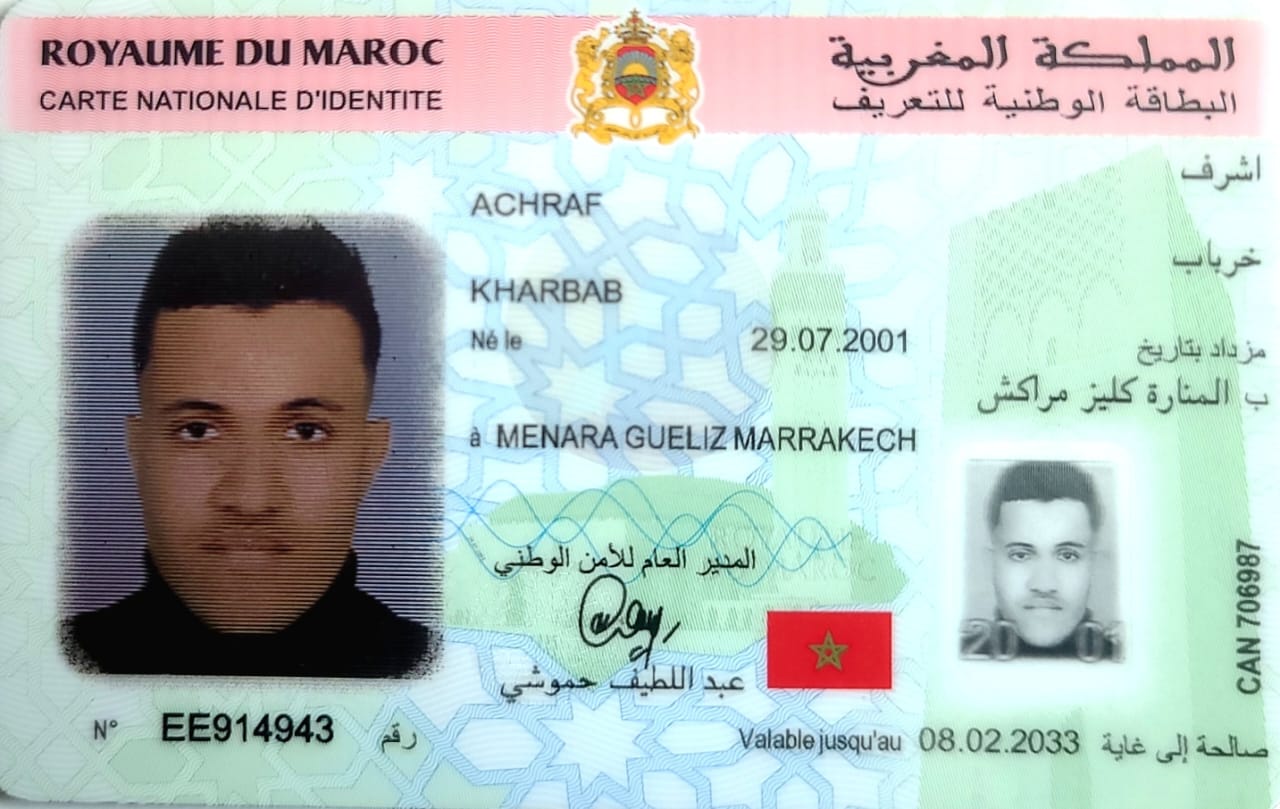 ROYAUME DU MAROC
المملكة المغربية
CARTE NATIONALE D'IDENTITE
البطاقة الوطنية للتعريف
اشرف
ACHRAF
خرباب
KHARBAB
Né le 29.07.2001 مزداد بتاريخ
ب المنارة كليز مراكش
à MENARA GUELIZ MARRAKECH
المدير العام للأمن الوطني
عبد اللطيف حموشي
2001
CAN 706987
N° EE914943 رقم
Valable jusqu'au 08.02.2033 صالحة إلى غاية